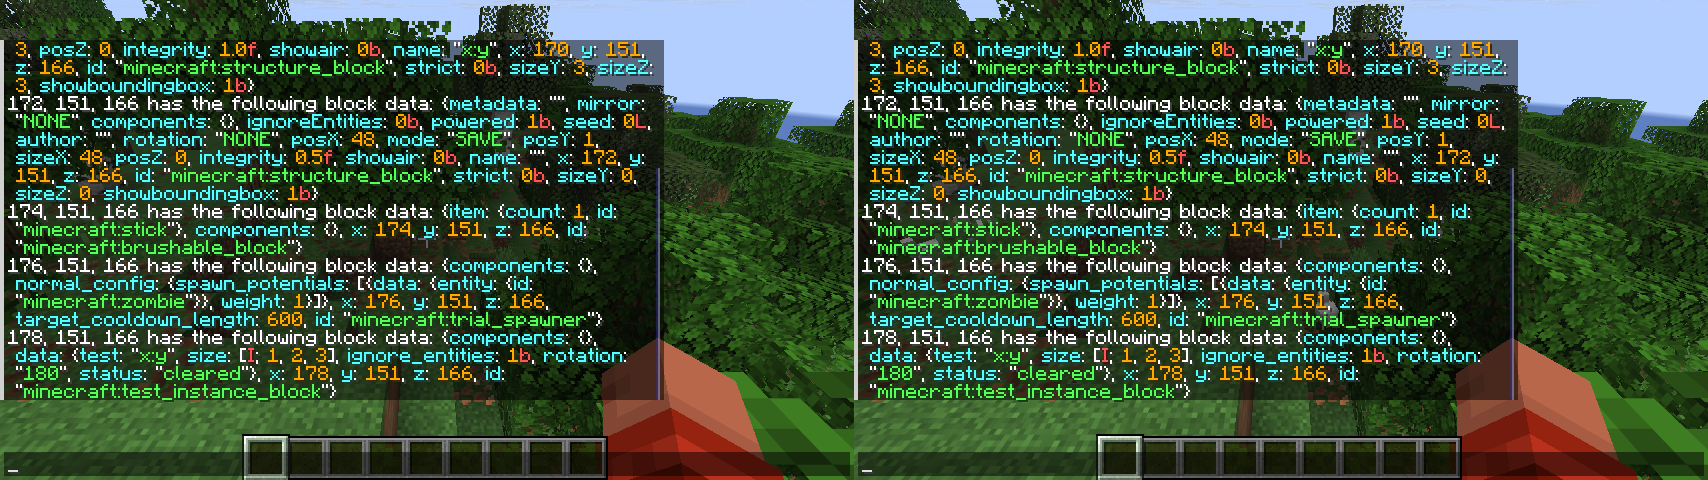 3, posZ: 0, integrity: 1.0f, showair: 0b, name: "x:y", x: 170, y: 151,
z: 166, id: "minecraft:structure_block", strict: 0b, sizeY: 3, sizeZ:
3, showboundingbox: 1b}
172, 151, 166 has the following block data: {metadata: "", mirror:
"NONE", components: {}, ignoreEntities: 0b, powered: 1b, seed: 0L,
author: "", rotation: "NONE", posX: 48, mode: "SAVE", posY: 1,
sizeX: 48, posZ: 0, integrity: 0.5f, showair: 0b, name: "", x: 172, y:
151, z: 166, id: "minecraft:structure_block", strict: 0b, sizeY: 0,
sizeZ: 0, showboundingbox: 1b}
174, 151, 166 has the following block data: {item: {count: 1, id:
"minecraft:stick"}, components: {}, x: 174, y: 151, z: 166, id:
"minecraft:brushable_block"}
176, 151, 166 has the following block data: {components: {},
normal_config: {spawn_potentials: [{data: {entity: {id:
"minecraft:zombie"}}, weight: 1}]}, x: 176, y: 151, z: 166,
target_cooldown_length: 600, id: "minecraft:trial_spawner"}
178, 151, 166 has the following block data: {components: {},
data: {test: "x:y", size: [I; 1, 2, 3], ignore_entities: 1b, rotation:
"180", status: "cleared"}, x: 178, y: 151, z: 166, id:
"minecraft:test_instance_block"}
3, posZ: 0, integrity: 1.0f, showair: 0b, name: "x:y", x: 170, y: 151,
z: 166, id: "minecraft:structure_block", strict: 0b, sizeY: 3, sizeZ:
3, showboundingbox: 1b}
172, 151, 166 has the following block data: {metadata: "", mirror:
"NONE", components: {}, ignoreEntities: 0b, powered: 1b, seed: 0L,
author: "", rotation: "NONE", posX: 48, mode: "SAVE", posY: 1,
sizeX: 48, posZ: 0, integrity: 0.5f, showair: 0b, name: "", x: 172, y:
151, z: 166, id: "minecraft:structure_block", strict: 0b, sizeY: 0,
sizeZ: 0, showboundingbox: 1b}
174, 151, 166 has the following block data: {item: {count: 1, id:
"minecraft:stick"}, components: {}, x: 174, y: 151, z: 166, id:
"minecraft:brushable_block"}
176, 151, 166 has the following block data: {components: {},
normal_config: {spawn_potentials: [{data: {entity: {id:
"minecraft:zombie"}}, weight: 1}]}, x: 176, y: 151, z: 166,
target_cooldown_length: 600, id: "minecraft:trial_spawner"}
178, 151, 166 has the following block data: {components: {},
data: {test: "x:y", size: [I; 1, 2, 3], ignore_entities: 1b, rotation:
"180", status: "cleared"}, x: 178, y: 151, z: 166, id:
"minecraft:test_instance_block"}